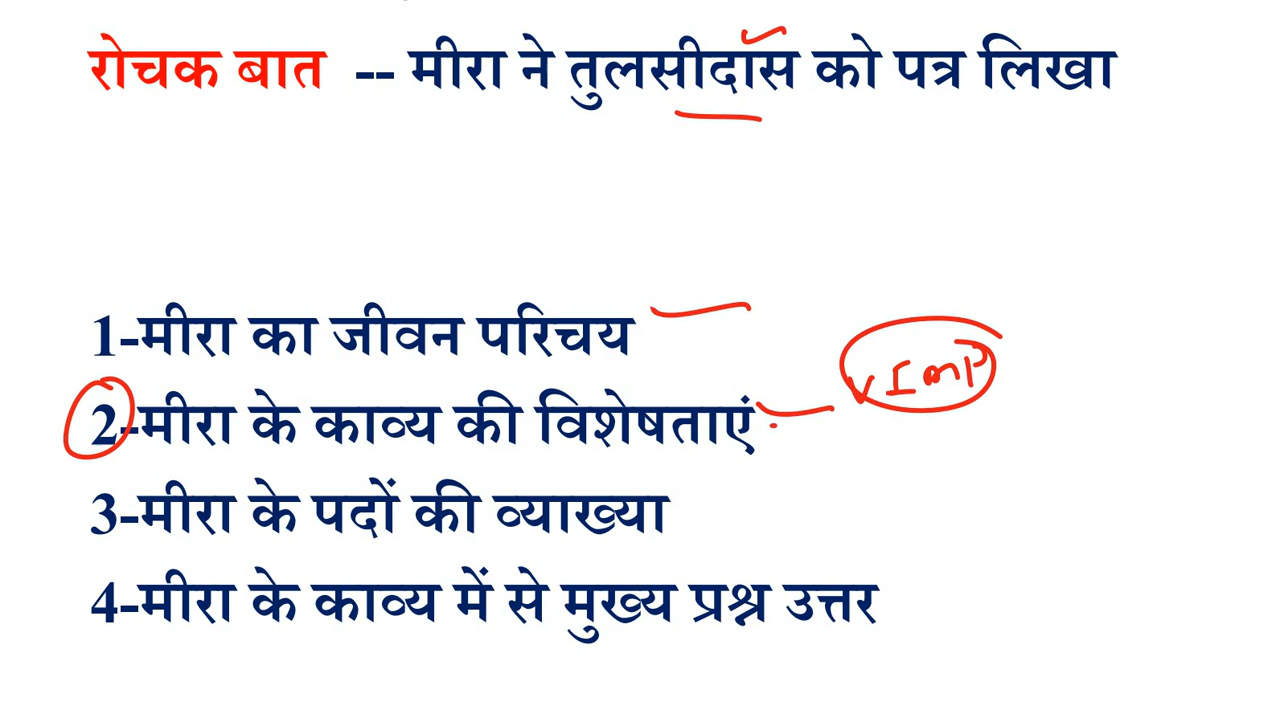 रोचक बात -- मीरा ने तुलसीदास को पत्र लिखा
1-मीरा का जीवन परिचय
2-मीरा के काव्य की विशेषताएं
V Imp
3-मीरा के पदों की व्याख्या
4-मीरा के काव्य में से मुख्य प्रश्न उत्तर